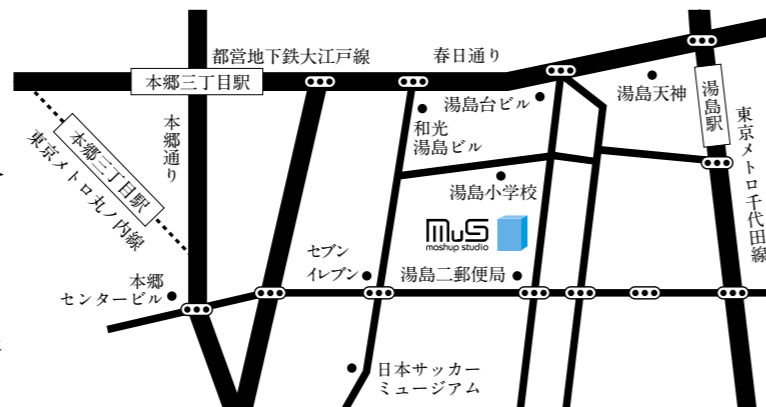 都営地下鉄大江戸線
春日通り
本郷三丁目駅
湯島天神
湯島駅
湯島台ビル
和光
湯島ビル
本郷通り
本郷三丁目駅
東京メトロ丸ノ内線
東京メトロ千代田線
湯島小学校
MuS
mashup studio
セブン
イレブン
湯島二郵便局
本郷
センタービル
日本サッカー
ミュージアム